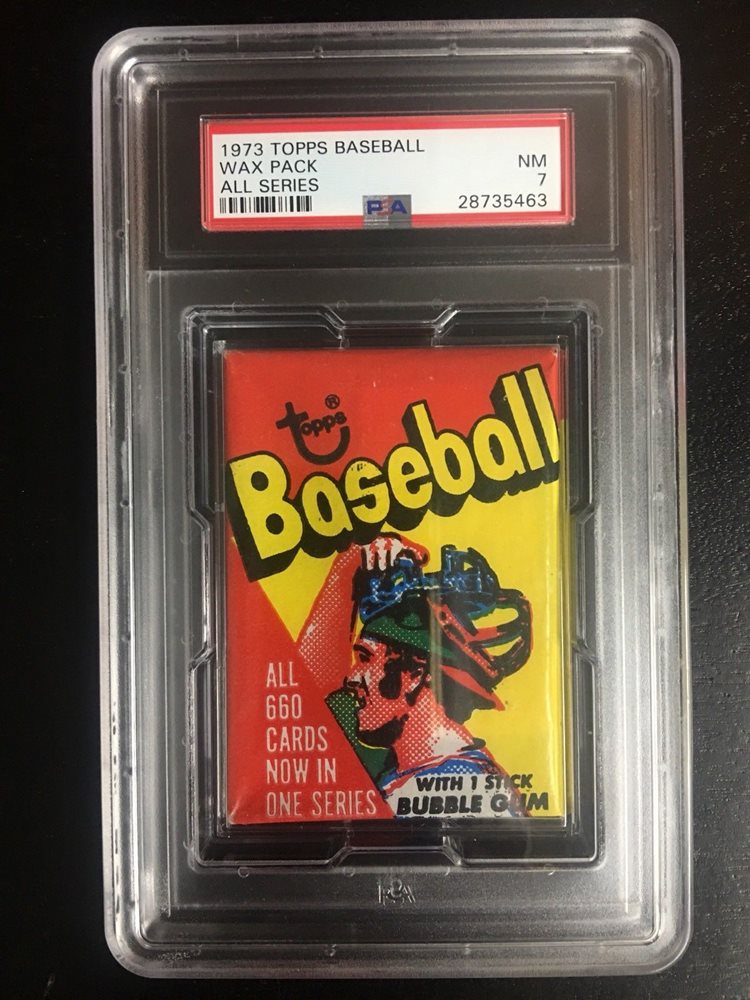 1973 TOPPS BASEBALL
WAX PACK
ALL SERIES
NM
7
PSA
28735463
Topps®
Baseball
ALL
660
CARDS
NOW IN
ONE SERIES
WITH 1 STICK
BUBBLE GUM
PSA